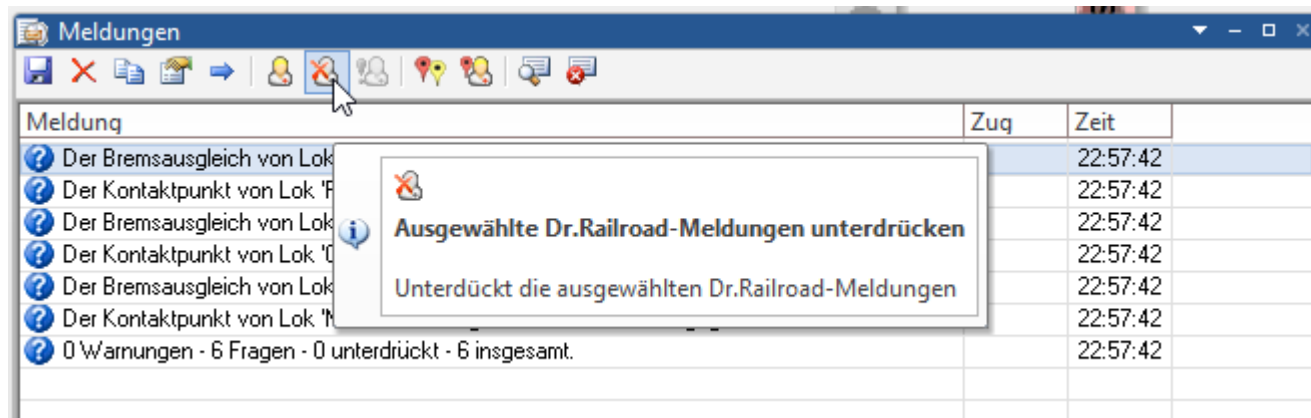 Meldungen
Meldung Zug Zeit
Der Bremsausgleich von Lok 22:57:42
Der Kontaktpunkt von Lok 22:57:42
Der Bremsausgleich von Lok 22:57:42
Der Kontaktpunkt von Lok 22:57:42
Der Bremsausgleich von Lok 22:57:42
Der Kontaktpunkt von Lok 22:57:42
0 Warnungen - 6 Fragen - 0 unterdrückt - 6 insgesamt. 22:57:42
Ausgewählte Dr.Railroad-Meldungen unterdrücken
Unterdückt die ausgewählten Dr.Railroad-Meldungen